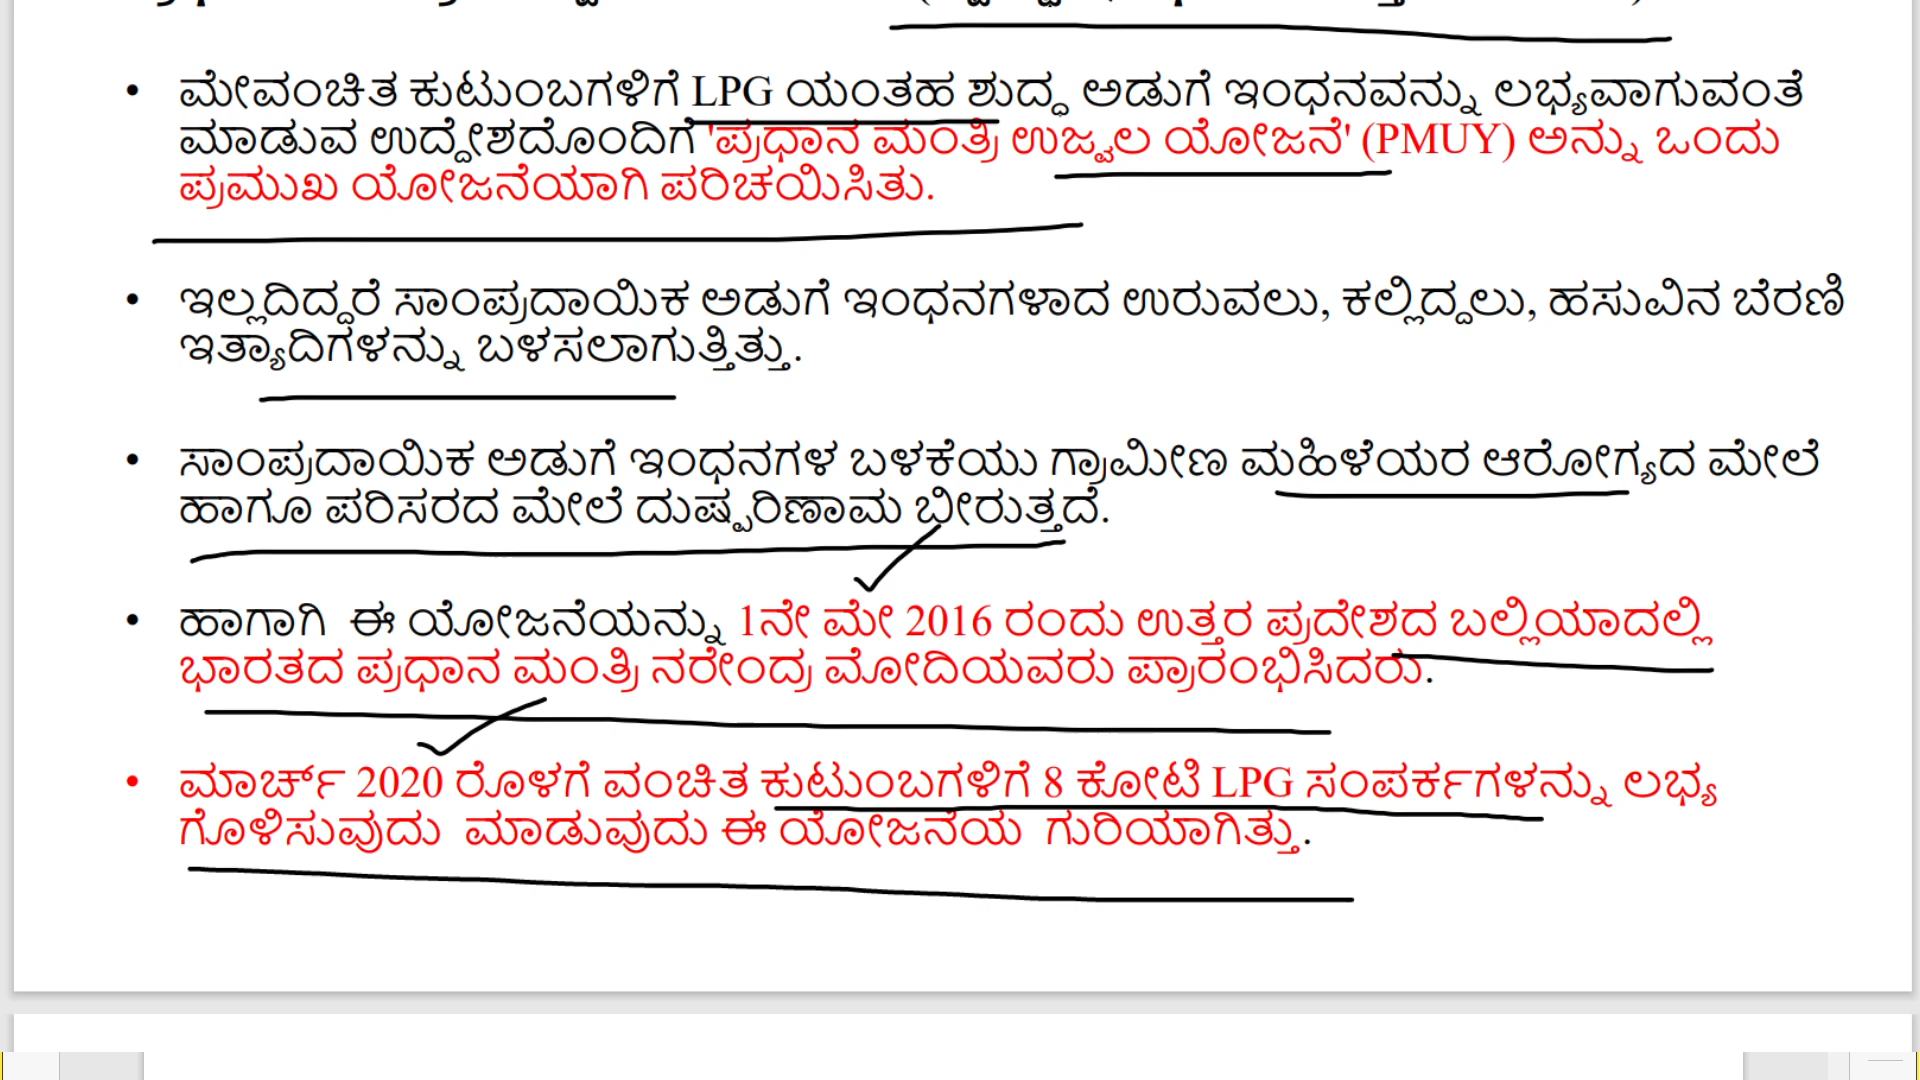 ಮೇವಂಚಿತ ಕುಟುಂಬಗಳಿಗೆ LPG ಯಂತಹ ಶುದ್ಧ ಅಡುಗೆ ಇಂಧನವನ್ನು ಲಭ್ಯವಾಗುವಂತೆ
ಮಾಡುವ ಉದ್ದೇಶದೊಂದಿಗೆ 'ಪ್ರಧಾನ ಮಂತ್ರಿ ಉಜ್ವಲ ಯೋಜನೆ' (PMUY) ಅನ್ನು ಒಂದು
ಪ್ರಮುಖ ಯೋಜನೆಯಾಗಿ ಪರಿಚಯಿಸಿತು.
ಇಲ್ಲದಿದ್ದರೆ ಸಾಂಪ್ರದಾಯಿಕ ಅಡುಗೆ ಇಂಧನಗಳಾದ ಉರುವಲು, ಕಲ್ಲಿದ್ದಲು, ಹಸುವಿನ ಬೆರಣಿ
ಇತ್ಯಾದಿಗಳನ್ನು ಬಳಸಲಾಗುತ್ತಿತ್ತು.
ಸಾಂಪ್ರದಾಯಿಕ ಅಡುಗೆ ಇಂಧನಗಳ ಬಳಕೆಯು ಗ್ರಾಮೀಣ ಮಹಿಳೆಯರ ಆರೋಗ್ಯದ ಮೇಲೆ
ಹಾಗೂ ಪರಿಸರದ ಮೇಲೆ ದುಷ್ಪರಿಣಾಮ ಬೀರುತ್ತದೆ.
ಹಾಗಾಗಿ ಈ ಯೋಜನೆಯನ್ನು 1ನೇ ಮೇ 2016 ರಂದು ಉತ್ತರ ಪ್ರದೇಶದ ಬಲ್ಲಿಯಾದಲ್ಲಿ
ಭಾರತದ ಪ್ರಧಾನ ಮಂತ್ರಿ ನರೇಂದ್ರ ಮೋದಿಯವರು ಪ್ರಾರಂಭಿಸಿದರು.
ಮಾರ್ಚ್ 2020 ರೊಳಗೆ ವಂಚಿತ ಕುಟುಂಬಗಳಿಗೆ 8 ಕೋಟಿ LPG ಸಂಪರ್ಕಗಳನ್ನು ಲಭ್ಯ
ಗೊಳಿಸುವುದು ಮಾಡುವುದು ಈ ಯೋಜನೆಯ ಗುರಿಯಾಗಿತ್ತು.